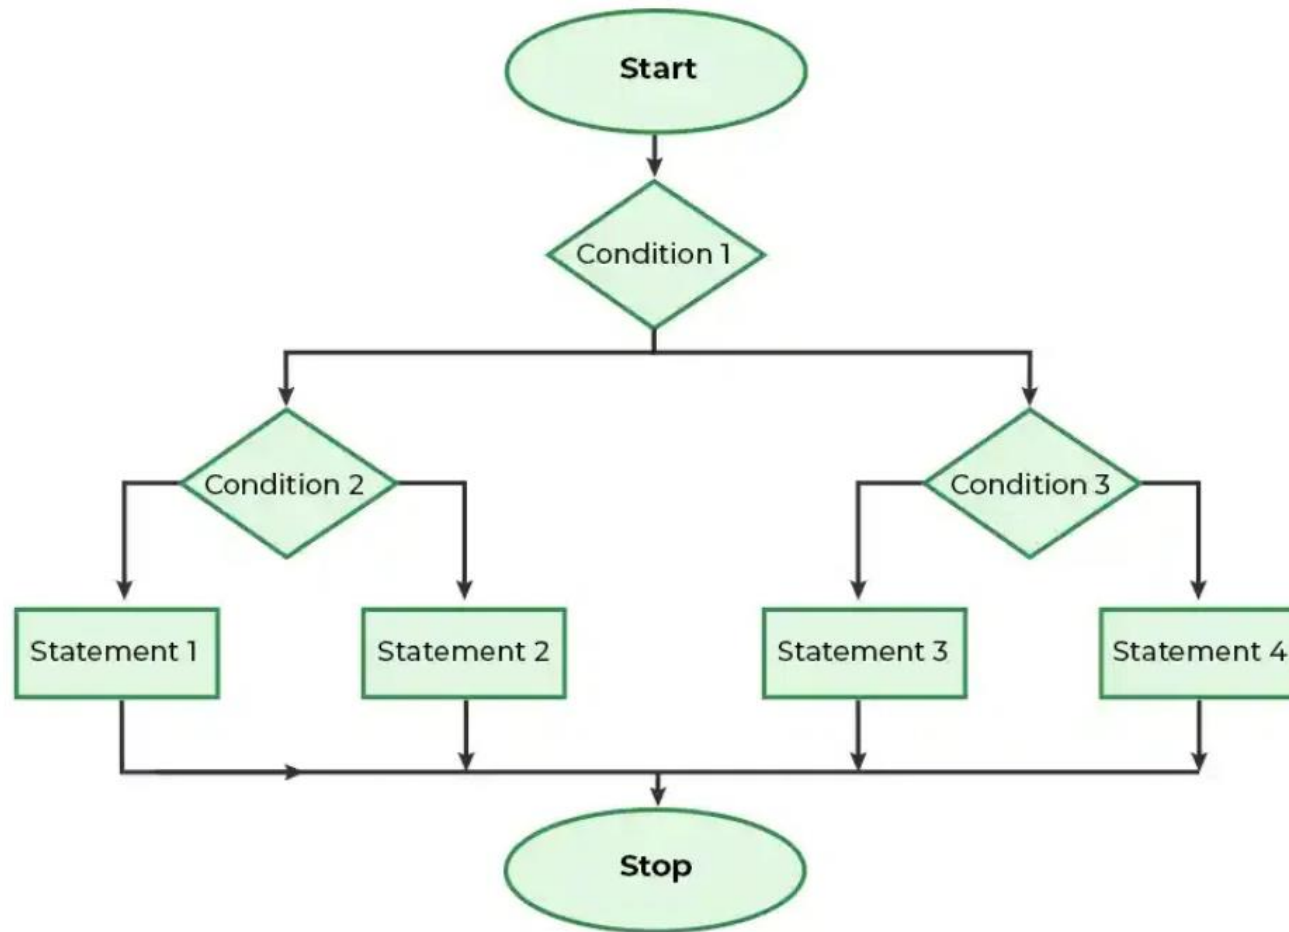 Start
Condition 1
Condition 2
Condition 3
Statement 1
Statement 2
Statement 3
Statement 4
Stop